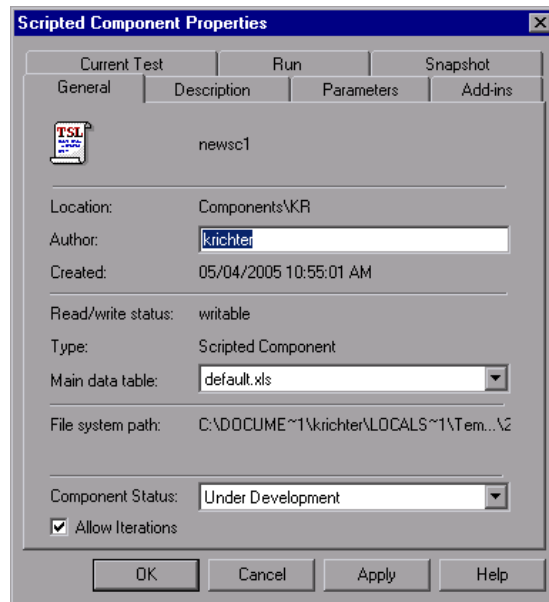 Scripted Component Properties
Current Test Run Snapshot
General Description Parameters Add-ins
TSL
newsc1
Location: Components\KR
Author: krichter
Created: 05/04/2005 10:55:01 AM
Read/write status: writable
Type: Scripted Component
Main data table: default.xls
File system path: C:\DOCUME~1\krichter\LOCALS~1\Tem...\2
Component Status: Under Development
Allow Iterations
OK Cancel Apply Help